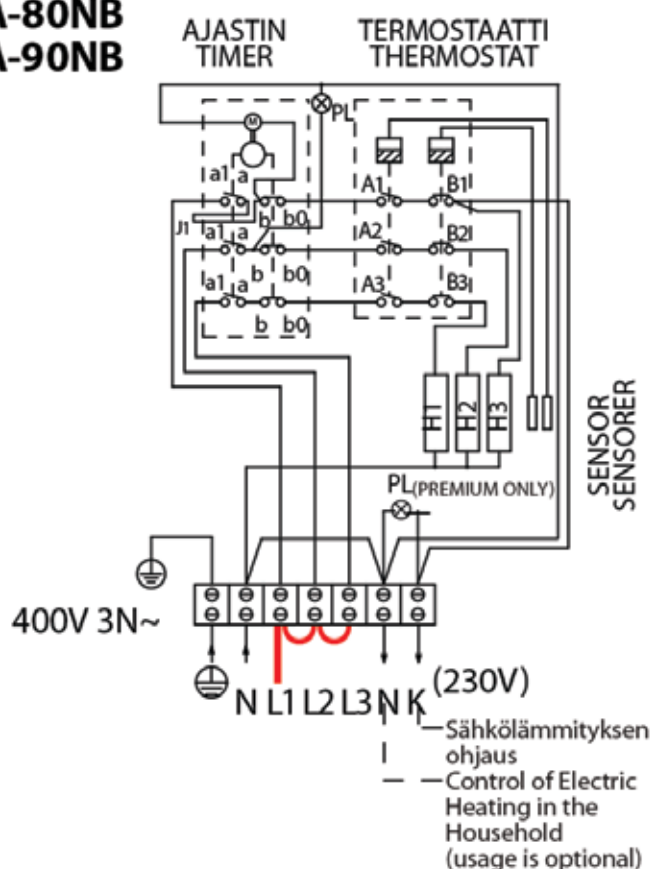 A-80NB
A-90NB
AJASTIN
TIMER
TERMOSTAATTI
THERMOSTAT
PL
M
a1 a
A1 B1
b b0
J1 a1 a
A2 B2
b b0
a1 a
A3 B3
b b0
H1 H2 H3
SENSOR
SENSORER
PL (PREMIUM ONLY)
400V 3N~
N L1 L2 L3 N K (230V)
Sähkölämmityksen
ohjaus
Control of Electric
Heating in the
Household
(usage is optional)